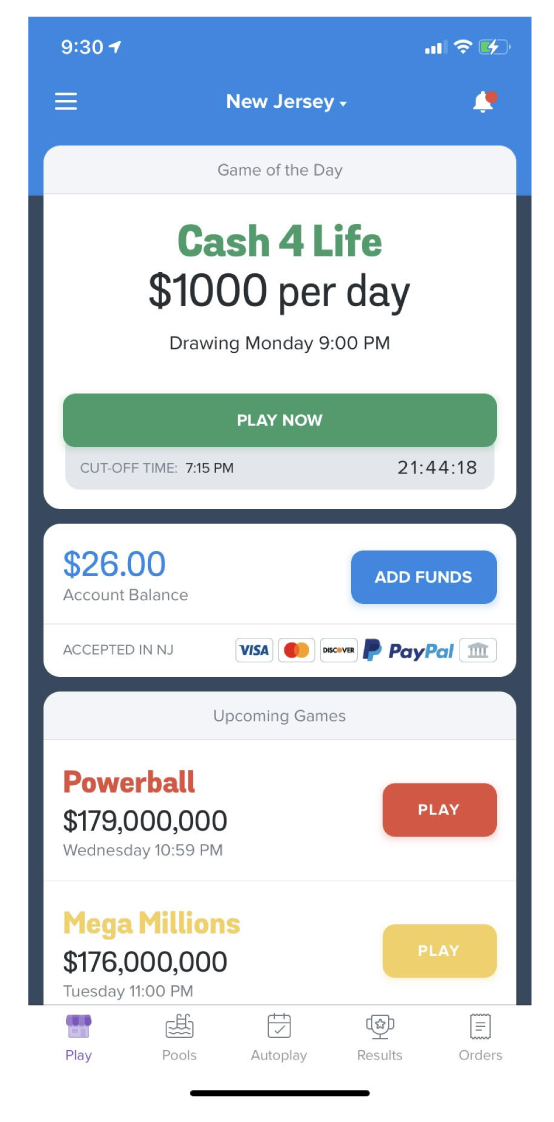 9:30
New Jersey
Game of the Day
Cash 4 Life
$1000 per day
Drawing Monday 9:00 PM
PLAY NOW
CUT-OFF TIME: 7:15 PM 21:44:18
$26.00
Account Balance
ADD FUNDS
ACCEPTED IN NJ VISA DISCOVER PayPal
Upcoming Games
Powerball
$179,000,000
Wednesday 10:59 PM
PLAY
Mega Millions
$176,000,000
Tuesday 11:00 PM
PLAY
Play Pools Autoplay Results Orders